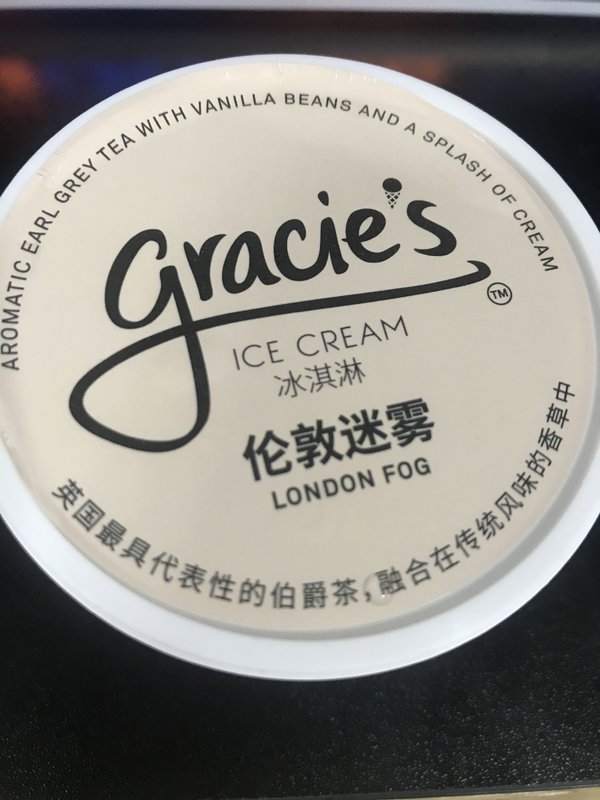 AROMATIC EARL GREY TEA WITH VANILLA BEANS AND A SPLASH OF CREAM
gracie's
TM
ICE CREAM
冰淇淋
伦敦迷雾
LONDON FOG
英国最具代表性的伯爵茶,融合在传统风味的香草中